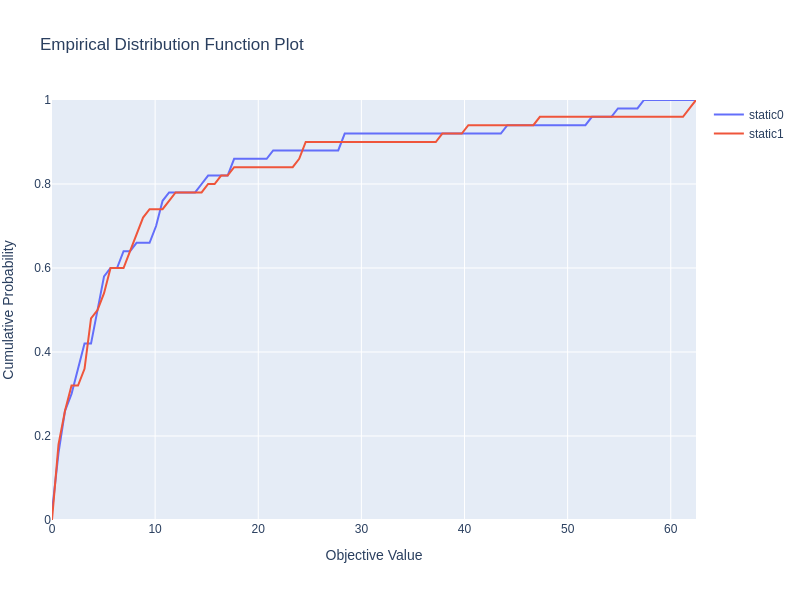 Empirical Distribution Function Plot
static0
static1
Cumulative Probability
1
0.8
0.6
0.4
0.2
0
0 10 20 30 40 50 60
Objective Value